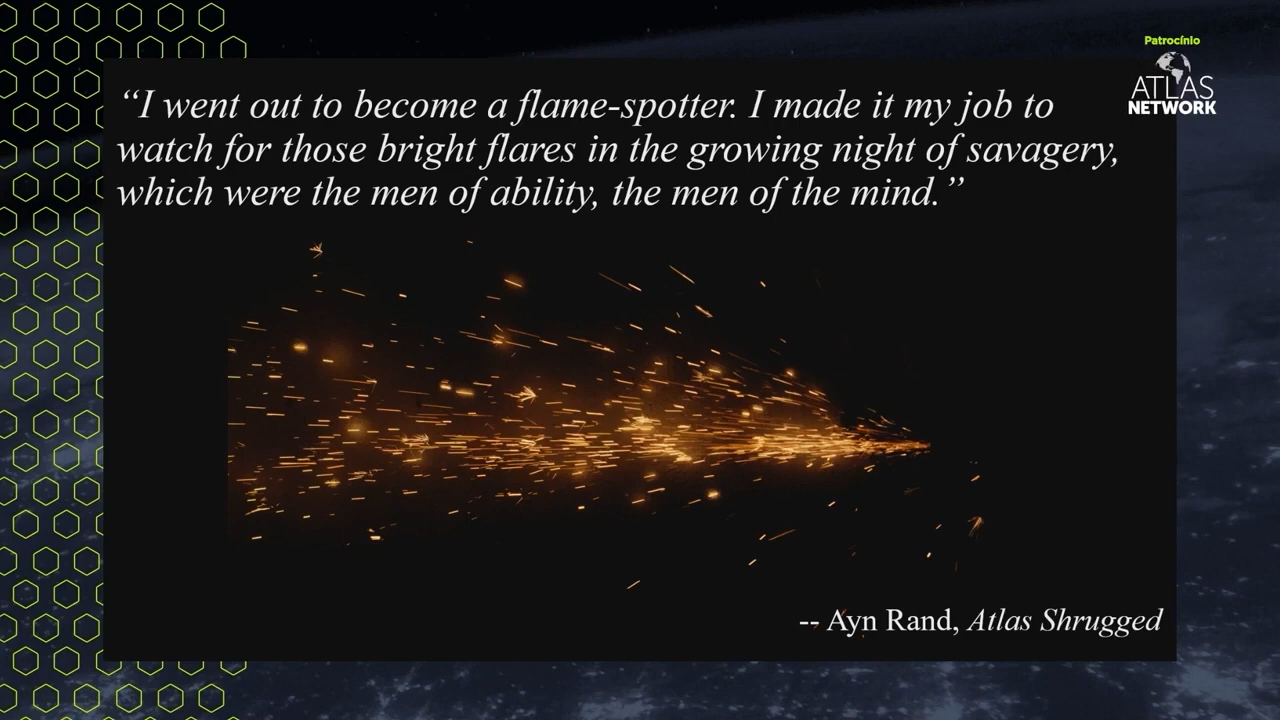 Patrocínio
ATLAS
NETWORK
“I went out to become a flame-spotter. I made it my job to
watch for those bright flares in the growing night of savagery,
which were the men of ability, the men of the mind.”
-- Ayn Rand, Atlas Shrugged